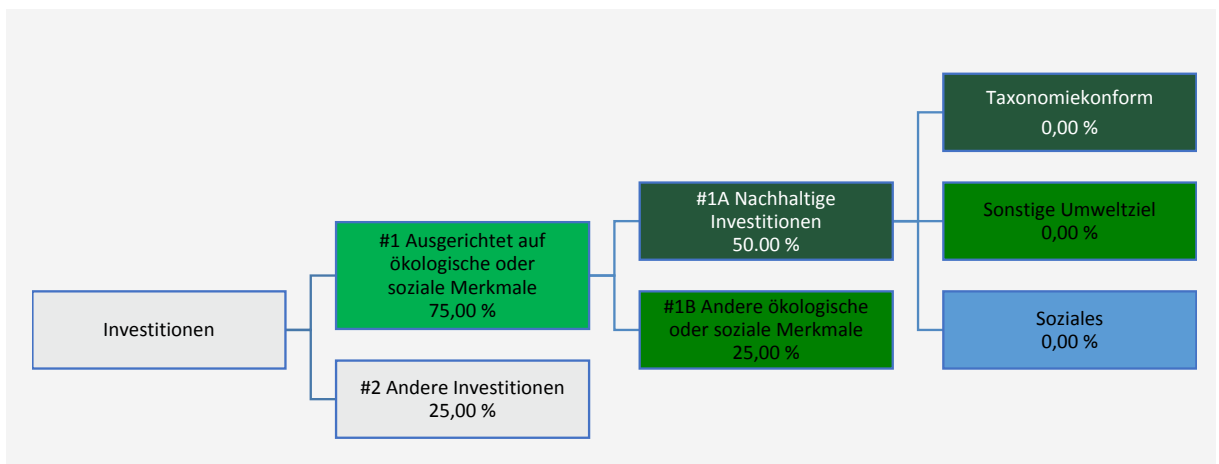 Investitionen
#1 Ausgerichtet auf
ökologische oder
soziale Merkmale
75,00 %
#2 Andere Investitionen
25,00 %
#1A Nachhaltige
Investitionen
50.00 %
#1B Andere ökologische
oder soziale Merkmale
25,00 %
Taxonomiekonform
0,00 %
Sonstige Umweltziel
0,00 %
Soziales
0,00 %